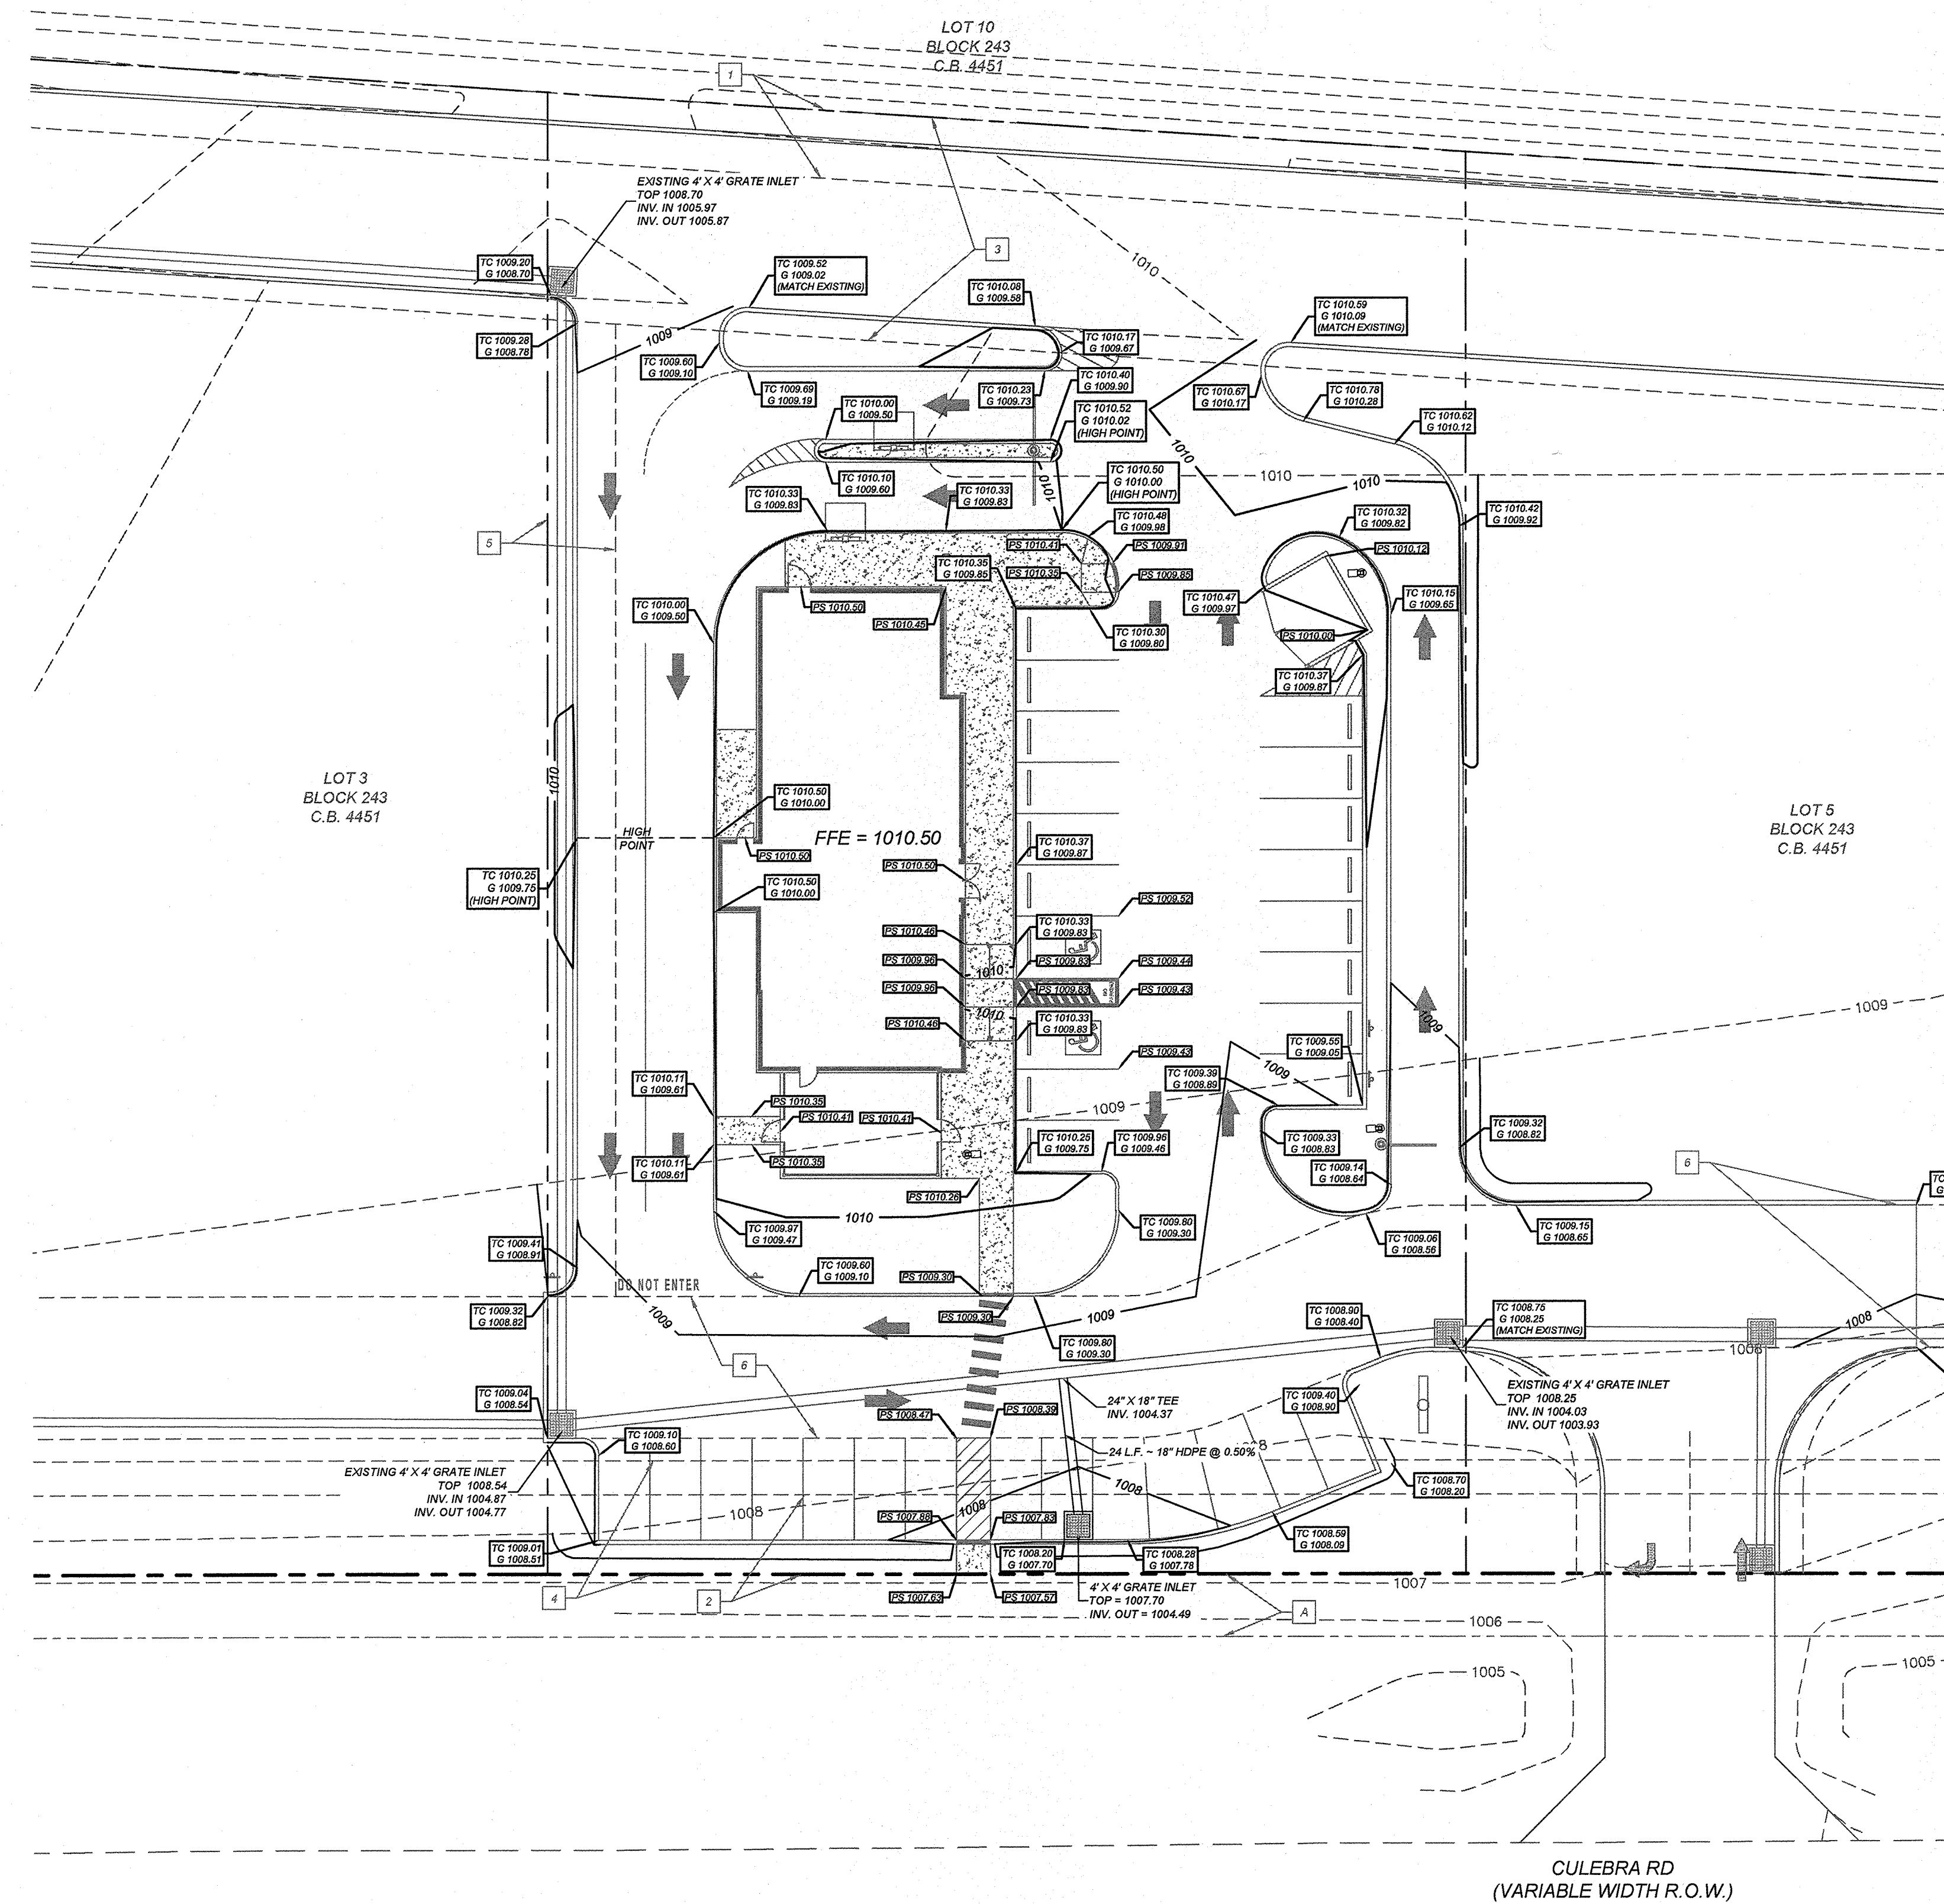 LOT 10
BLOCK 243
C.B. 4451
1
EXISTING 4' X 4' GRATE INLET
TOP 1008.70
INV. IN 1005.97
INV. OUT 1005.87
3
1010
TC 1009.20
G 1008.70
TC 1009.52
G 1009.02
(MATCH EXISTING)
TC 1010.08
G 1009.58
TC 1010.59
G 1010.09
(MATCH EXISTING)
TC 1009.28
G 1008.78
1009
TC 1010.17
G 1009.67
TC 1009.60
G 1009.10
TC 1009.69
G 1009.19
TC 1010.23
G 1009.73
TC 1010.40
G 1009.90
TC 1010.67
G 1010.17
TC 1010.78
G 1010.28
TC 1010.00
G 1009.50
TC 1010.52
G 1010.02
(HIGH POINT)
TC 1010.62
G 1010.12
1010
TC 1010.10
G 1009.60
TC 1010.50
G 1010.00
(HIGH POINT)
1010
1010
1010
TC 1010.33
G 1009.83
TC 1010.33
G 1009.83
TC 1010.48
G 1009.98
TC 1010.32
G 1009.82
TC 1010.42
G 1009.92
5
PS 1010.41
PS 1009.91
PS 1010.12
TC 1010.35
G 1009.85
PS 1010.35
PS 1009.85
TC 1010.00
G 1009.50
PS 1010.50
PS 1010.45
TC 1010.47
G 1009.97
TC 1010.15
G 1009.65
TC 1010.30
G 1009.80
PS 1010.00
TC 1010.37
G 1009.87
LOT 3
BLOCK 243
C.B. 4451
1010
TC 1010.50
G 1010.00
HIGH
POINT
FFE = 1010.50
LOT 5
BLOCK 243
C.B. 4451
PS 1010.50
TC 1010.37
G 1009.87
PS 1010.50
TC 1010.25
G 1009.75
(HIGH POINT)
TC 1010.50
G 1010.00
PS 1009.52
PS 1010.46
TC 1010.33
G 1009.83
PS 1009.96
1010
PS 1009.83
PS 1009.44
PS 1009.96
PS 1009.83
NO
PARKING
PS 1009.43
1010
PS 1010.46
TC 1010.33
G 1009.83
1009
1009
PS 1009.43
TC 1009.55
G 1009.05
TC 1009.39
G 1008.89
1009
TC 1010.11
G 1009.61
PS 1010.35
PS 1010.41
PS 1010.41
1009
TC 1009.32
G 1008.82
TC 1010.25
G 1009.75
TC 1009.96
G 1009.46
TC 1009.33
G 1008.83
TC 1010.11
G 1009.61
PS 1010.35
TC 1009.14
G 1008.64
6
PS 1010.26
1010
TC 1009.97
G 1009.47
TC 1009.80
G 1009.30
TC 1009.15
G 1008.65
TC 1009.06
G 1008.56
TC 1009.41
G 1008.91
TC 1009.60
G 1009.10
PS 1009.30
DO NOT ENTER
TC 1009.32
G 1008.82
1009
PS 1009.30
1009
TC 1008.90
G 1008.40
TC 1008.75
G 1008.25
(MATCH EXISTING)
1008
1008
TC 1009.80
G 1009.30
6
TC 1009.04
G 1008.54
24" X 18" TEE
INV. 1004.37
TC 1009.40
G 1008.90
EXISTING 4' X 4' GRATE INLET
TOP 1008.25
INV. IN 1004.03
INV. OUT 1003.93
PS 1008.47
PS 1008.39
TC 1009.10
G 1008.60
24 L.F. ~ 18" HDPE @ 0.50%
8
EXISTING 4' X 4' GRATE INLET
TOP 1008.54
INV. IN 1004.87
INV. OUT 1004.77
1008
1008
1008
TC 1008.70
G 1008.20
PS 1007.88
PS 1007.83
TC 1009.01
G 1008.51
TC 1008.20
G 1007.70
TC 1008.28
G 1007.78
TC 1008.59
G 1008.09
4
2
PS 1007.63
PS 1007.57
4' X 4' GRATE INLET
TOP = 1007.70
INV. OUT = 1004.49
1007
A
1006
1005
1005
CULEBRA RD
(VARIABLE WIDTH R.O.W.)